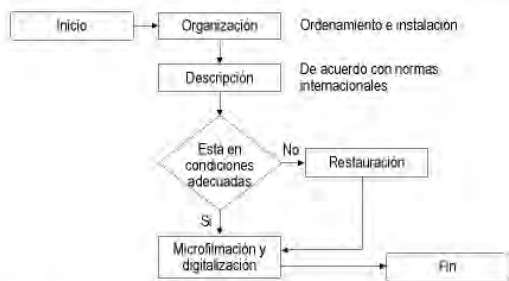 Inicio
Organización
Ordenamiento e instalación
Descripción
De acuerdo con normas
internacionales
Esta en
condiciones
adecuadas
No
Restauración
Si
Microfilmación y
digitalización
Fin